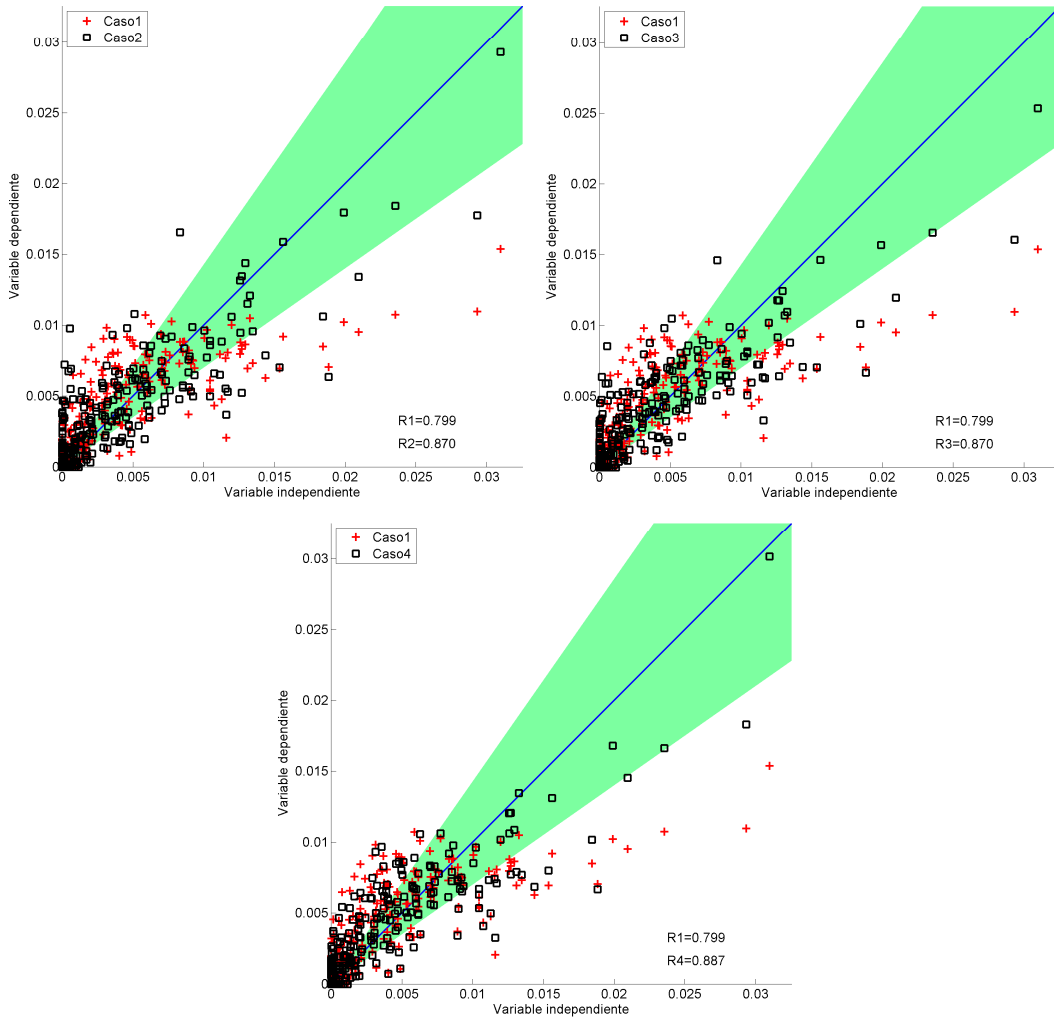 Caso1
Caso2
0.03
0.025
0.02
0.015
0.01
0.005
0
Variable dependiente
R1=0.799
R2=0.870
0 0.005 0.01 0.015 0.02 0.025 0.03
Variable independiente
Caso1
Caso3
0.03
0.025
0.02
0.015
0.01
0.005
0
Variable dependiente
R1=0.799
R3=0.870
0 0.005 0.01 0.015 0.02 0.025 0.03
Variable independiente
Caso1
Caso4
0.03
0.025
0.02
0.015
0.01
0.005
0
Variable dependiente
R1=0.799
R4=0.887
0 0.005 0.01 0.015 0.02 0.025 0.03
Variable independiente